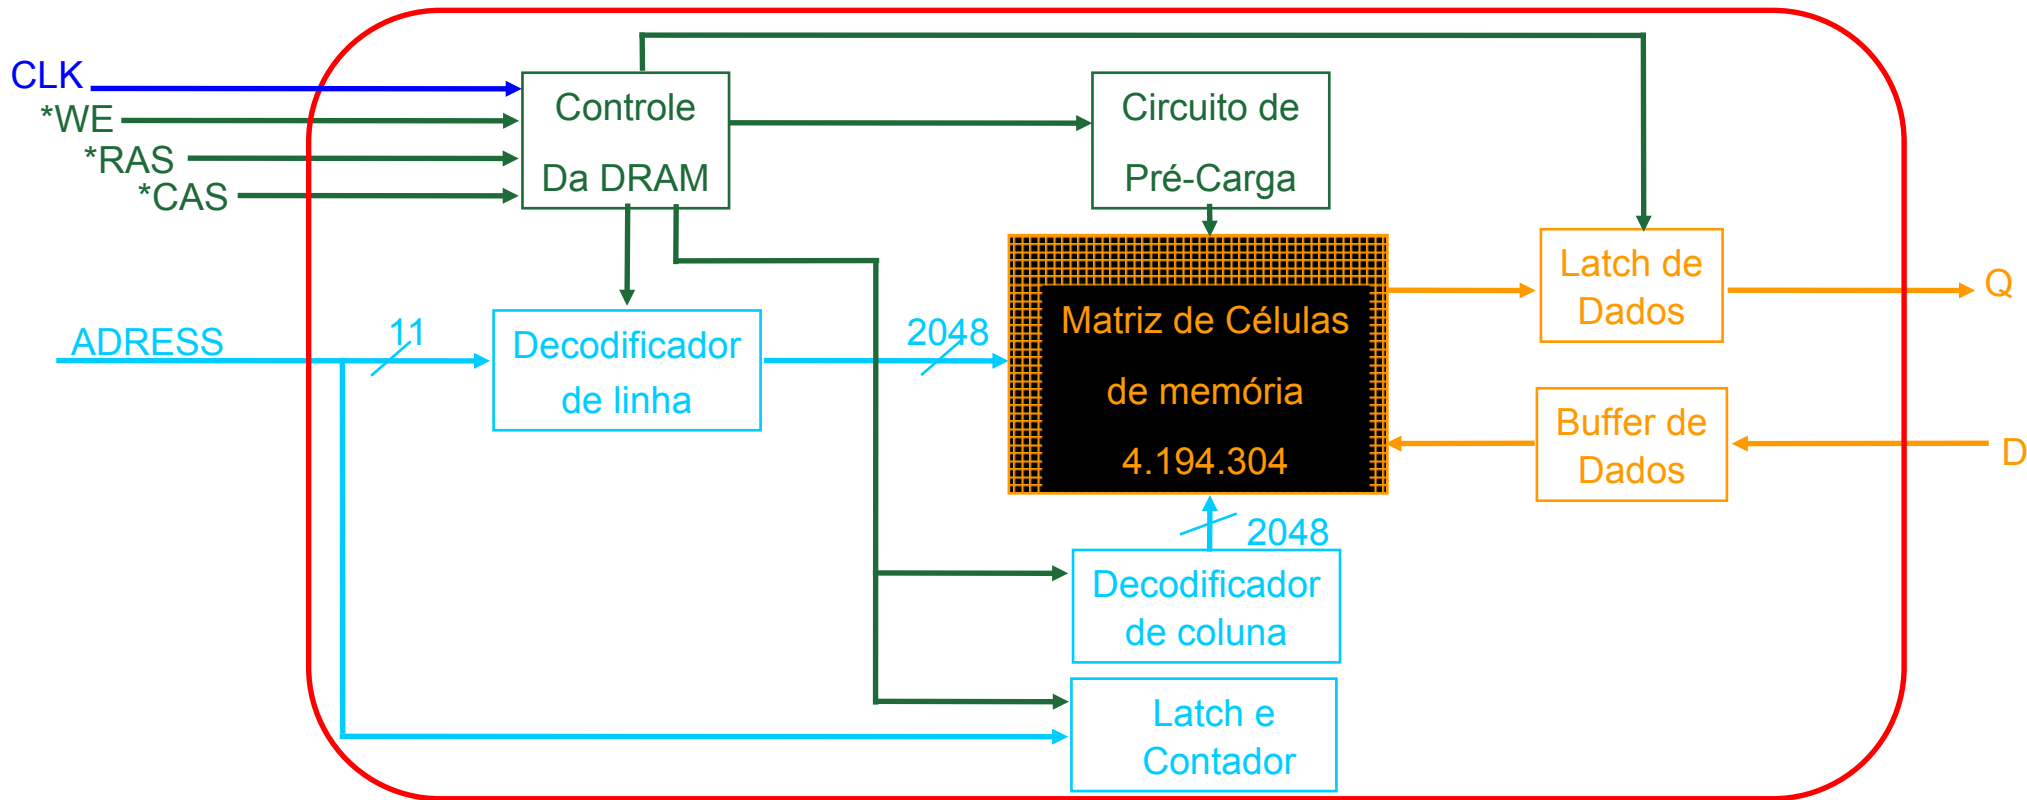 CLK
*WE
*RAS
*CAS
Controle
Da DRAM
Circuito de
Pré-Carga
ADRESS
11
Decodificador
de linha
2048
Matriz de Células
de memória
4.194.304
Latch de
Dados
Q
Buffer de
Dados
D
2048
Decodificador
de coluna
Latch e
Contador